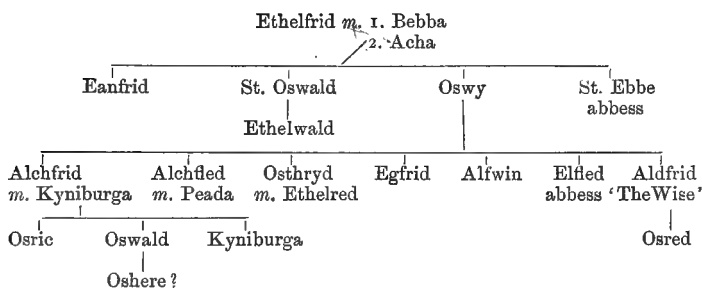 Ethelfrid m. 1. Bebba
2. Acha
Eanfrid St. Oswald Oswy St. Ebbe
abbess
Ethelwald
Alchfrid Alchfled Osthryd Egfrid Alfwin Elfled Aldfrid
m. Kyniburga m. Peada m. Ethelred abbess 'The Wise'
Osric Oswald Kyniburga Osred
Oshere?